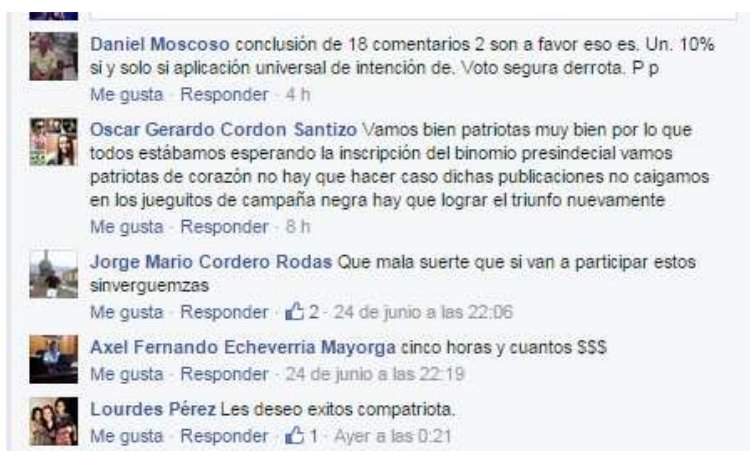 Daniel Moscoso conclusión de 18 comentarios 2 son a favor eso es. Un. 10%
si y solo si aplicación universal de intención de. Voto segura derrota. P p
Me gusta · Responder · 4 h
Oscar Gerardo Cordon Santizo Vamos bien patriotas muy bien por lo que
todos estábamos esperando la inscripción del binomio presindecial vamos
patriotas de corazón no hay que hacer caso dichas publicaciones no caigamos
en los jueguitos de campaña negra hay que lograr el triunfo nuevamente
Me gusta · Responder · 8 h
Jorge Mario Cordero Rodas Que mala suerte que si van a participar estos
sinverguemzas
Me gusta · Responder · 2 · 24 de junio a las 22:06
Axel Fernando Echeverria Mayorga cinco horas y cuantos $$$
Me gusta · Responder · 24 de junio a las 22:19
Lourdes Pérez Les deseo exitos compatriota.
Me gusta · Responder · 1 · Ayer a las 0:21